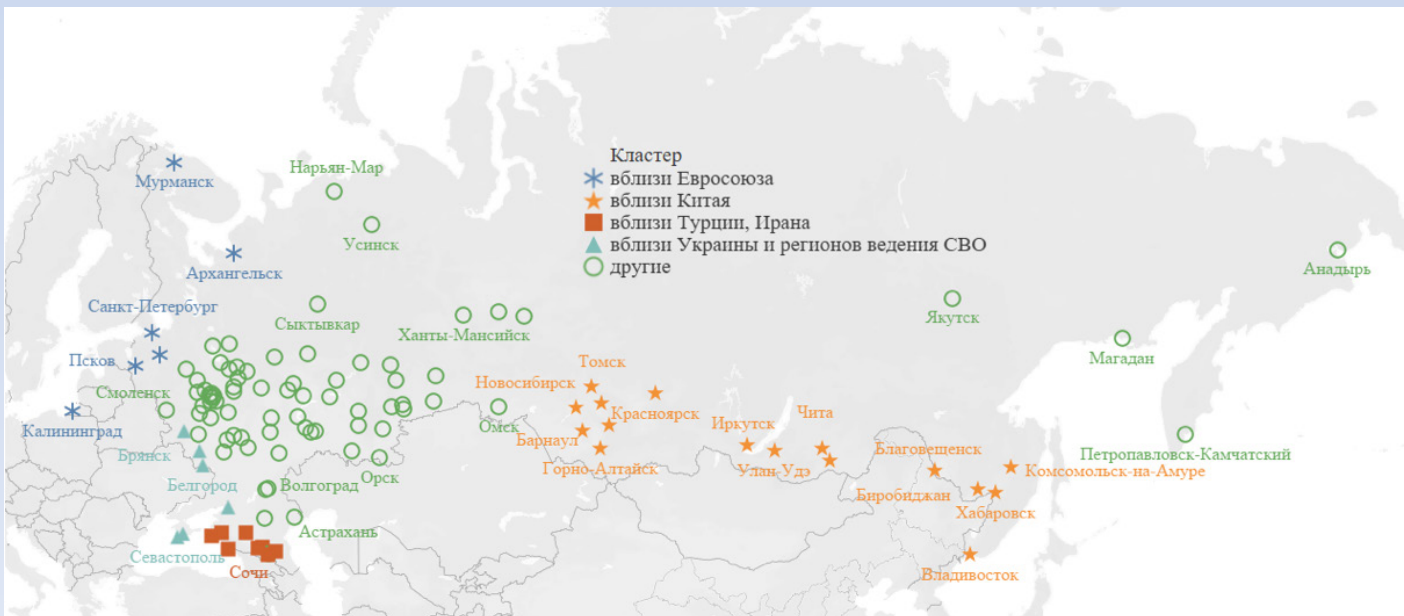 Мурманск
Нарьян-Мар
Усинск
Архангельск
Санкт-Петербург
Сыктывкар
Ханты-Мансийск
Псков
Смоленск
Калининград
Брянск
Белгород
Волгоград
Орск
Омск
Астрахань
Севастополь
Сочи
Кластер
вблизи Евросоюза
вблизи Китая
вблизи Турции, Ирана
вблизи Украины и регионов ведения СВО
другие
Томск
Новосибирск
Красноярск
Барнаул
Горно-Алтайск
Иркутск
Чита
Улан-Удэ
Якутск
Анадырь
Магадан
Петропавловск-Камчатский
Благовещенск
Комсомольск-на-Амуре
Биробиджан
Хабаровск
Владивосток